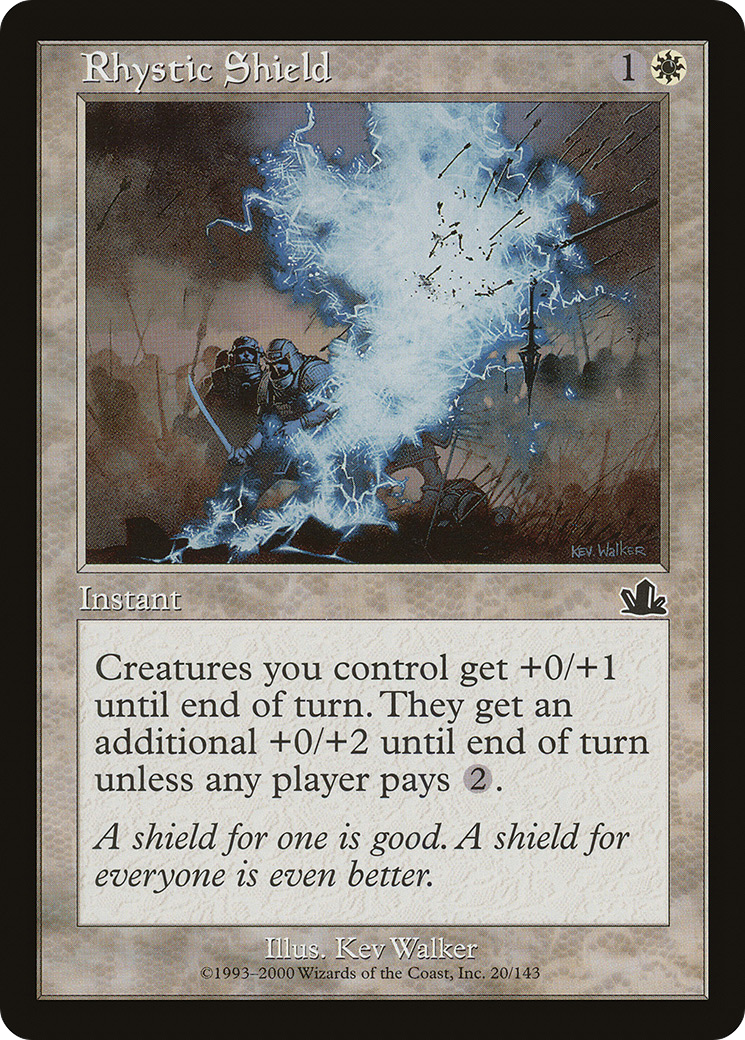 Rhystic Shield 1
KEV. WALKER
Instant
Creatures you control get +0/+1
until end of turn. They get an
additional +0/+2 until end of turn
unless any player pays 2.
A shield for one is good. A shield for
everyone is even better.
Illus. Kev Walker
©1993–2000 Wizards of the Coast, Inc. 20/143